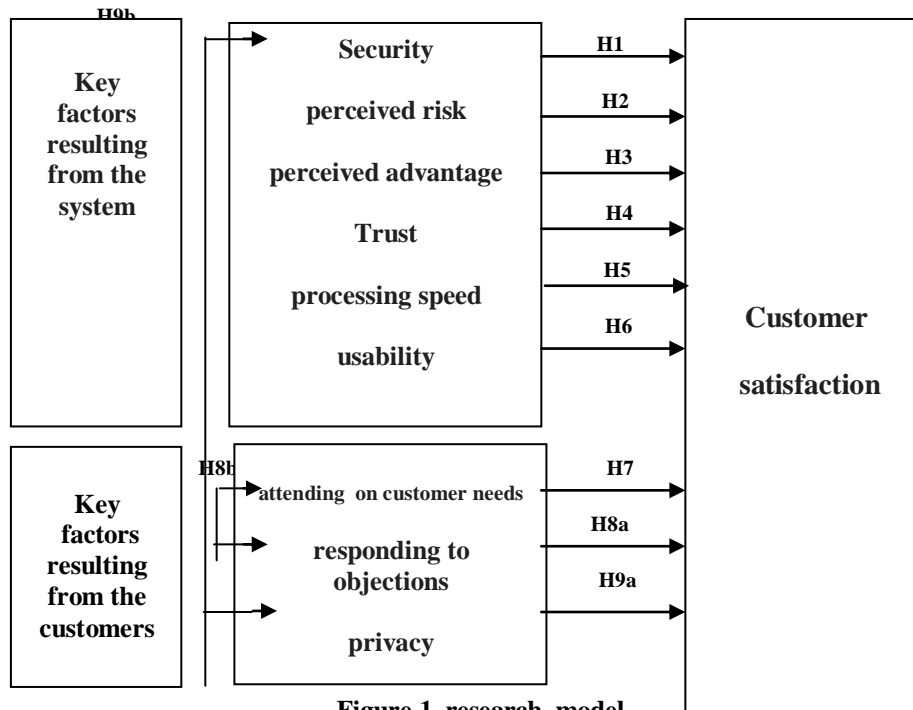 H9b
Key
factors
resulting
from the
system
Security
perceived risk
perceived advantage
Trust
processing speed
usability
H1
H2
H3
H4
H5
H6
Customer
satisfaction
Key
factors
resulting
from the
customers
H8b
attending on customer needs
responding to
objections
privacy
H7
H8a
H9a
Figure 1 research model